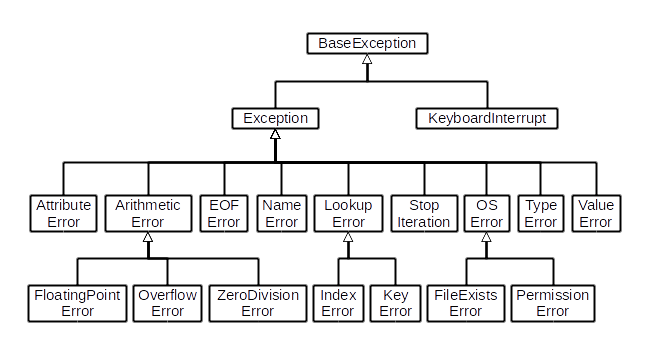 BaseException
Exception
KeyboardInterrupt
Attribute
Error
Arithmetic
Error
EOF
Error
Name
Error
Lookup
Error
Stop
Iteration
OS
Error
Type
Error
Value
Error
FloatingPoint
Error
Overflow
Error
ZeroDivision
Error
Index
Error
Key
Error
FileExists
Error
Permission
Error